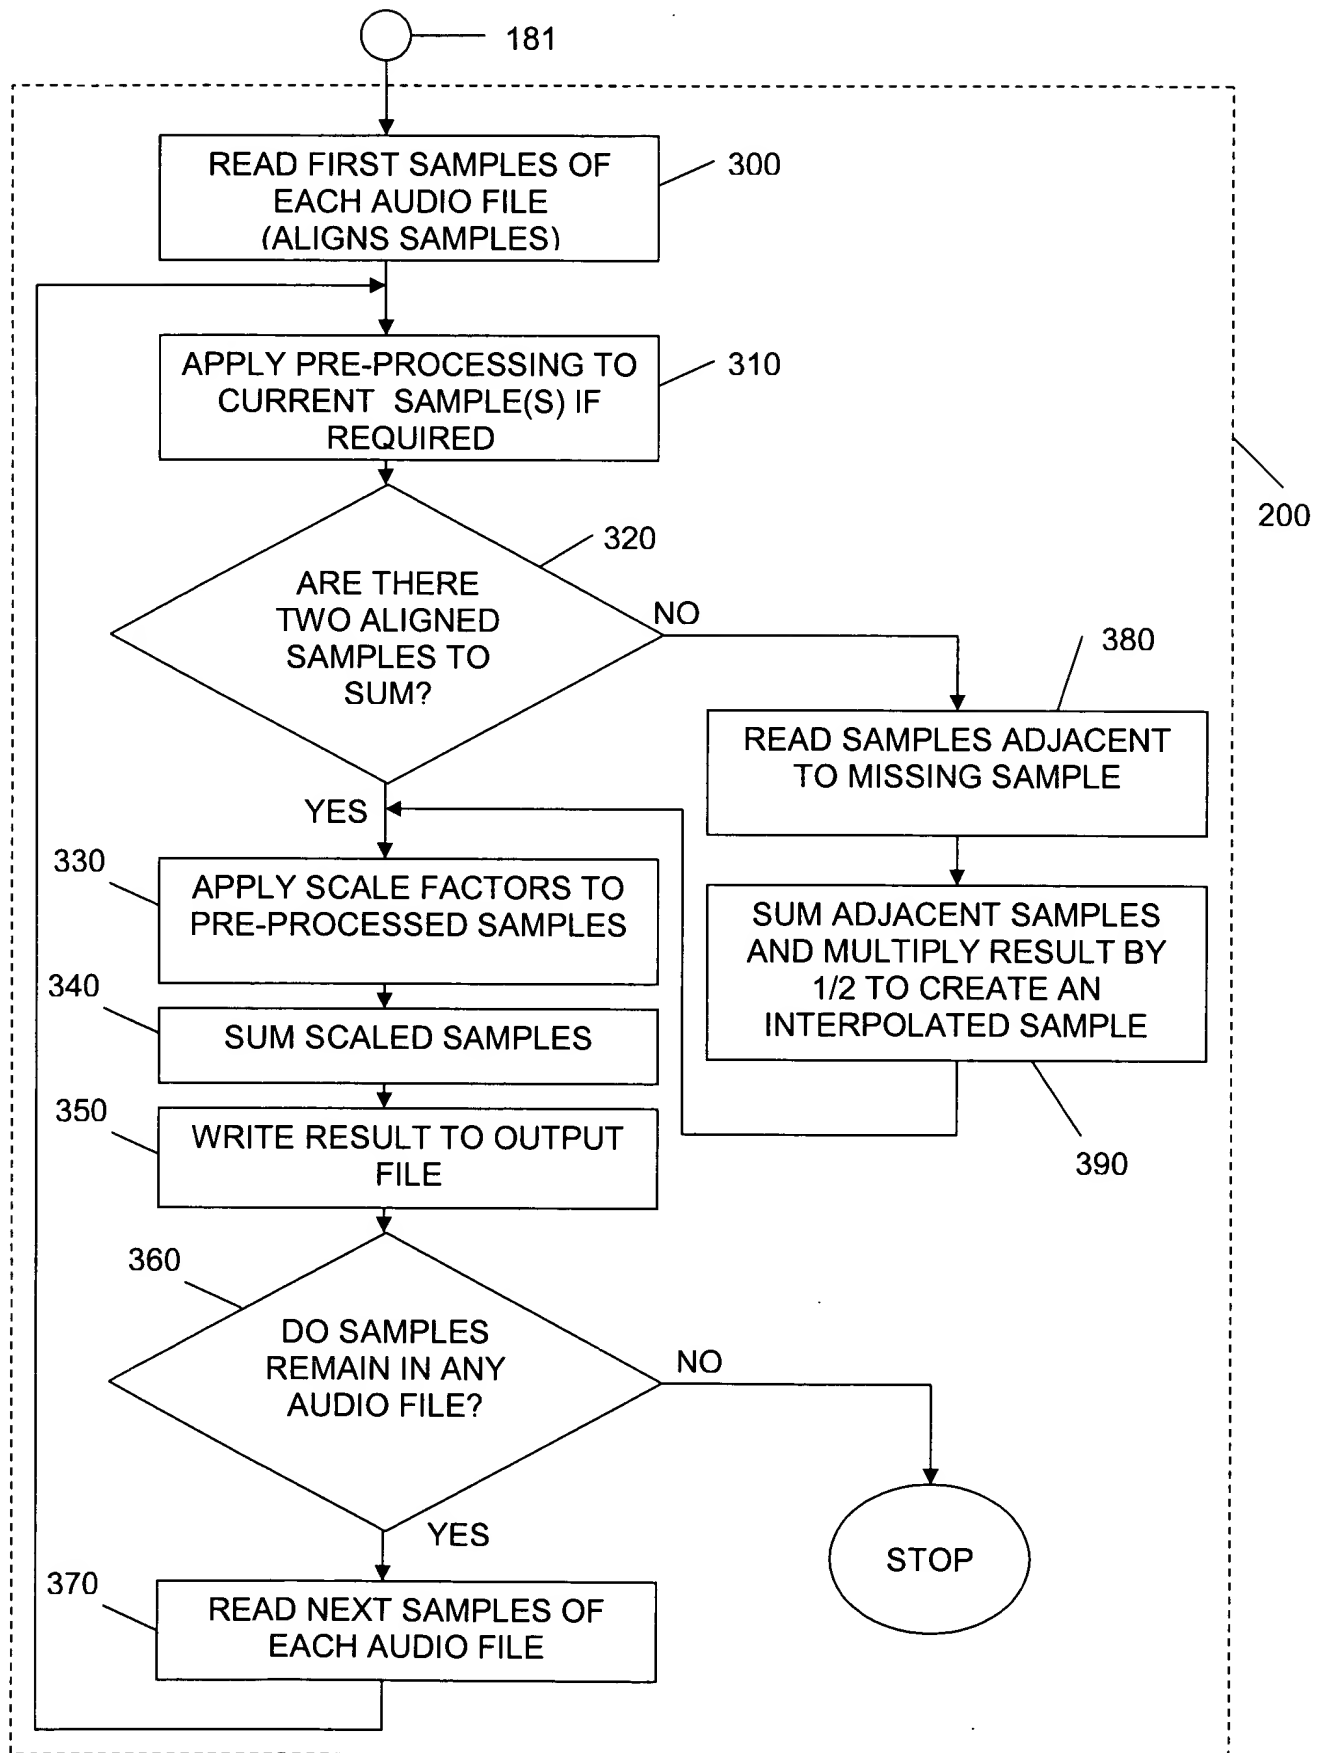 181
READ FIRST SAMPLES OF
EACH AUDIO FILE
(ALIGNS SAMPLES)
300
APPLY PRE-PROCESSING TO
CURRENT SAMPLE(S) IF
REQUIRED
310
200
320
ARE THERE
TWO ALIGNED
SAMPLES TO
SUM?
NO
YES
380
READ SAMPLES ADJACENT
TO MISSING SAMPLE
330
APPLY SCALE FACTORS TO
PRE-PROCESSED SAMPLES
SUM ADJACENT SAMPLES
AND MULTIPLY RESULT BY
1/2 TO CREATE AN
INTERPOLATED SAMPLE
390
340
SUM SCALED SAMPLES
350
WRITE RESULT TO OUTPUT
FILE
360
DO SAMPLES
REMAIN IN ANY
AUDIO FILE?
NO
YES
STOP
370
READ NEXT SAMPLES OF
EACH AUDIO FILE